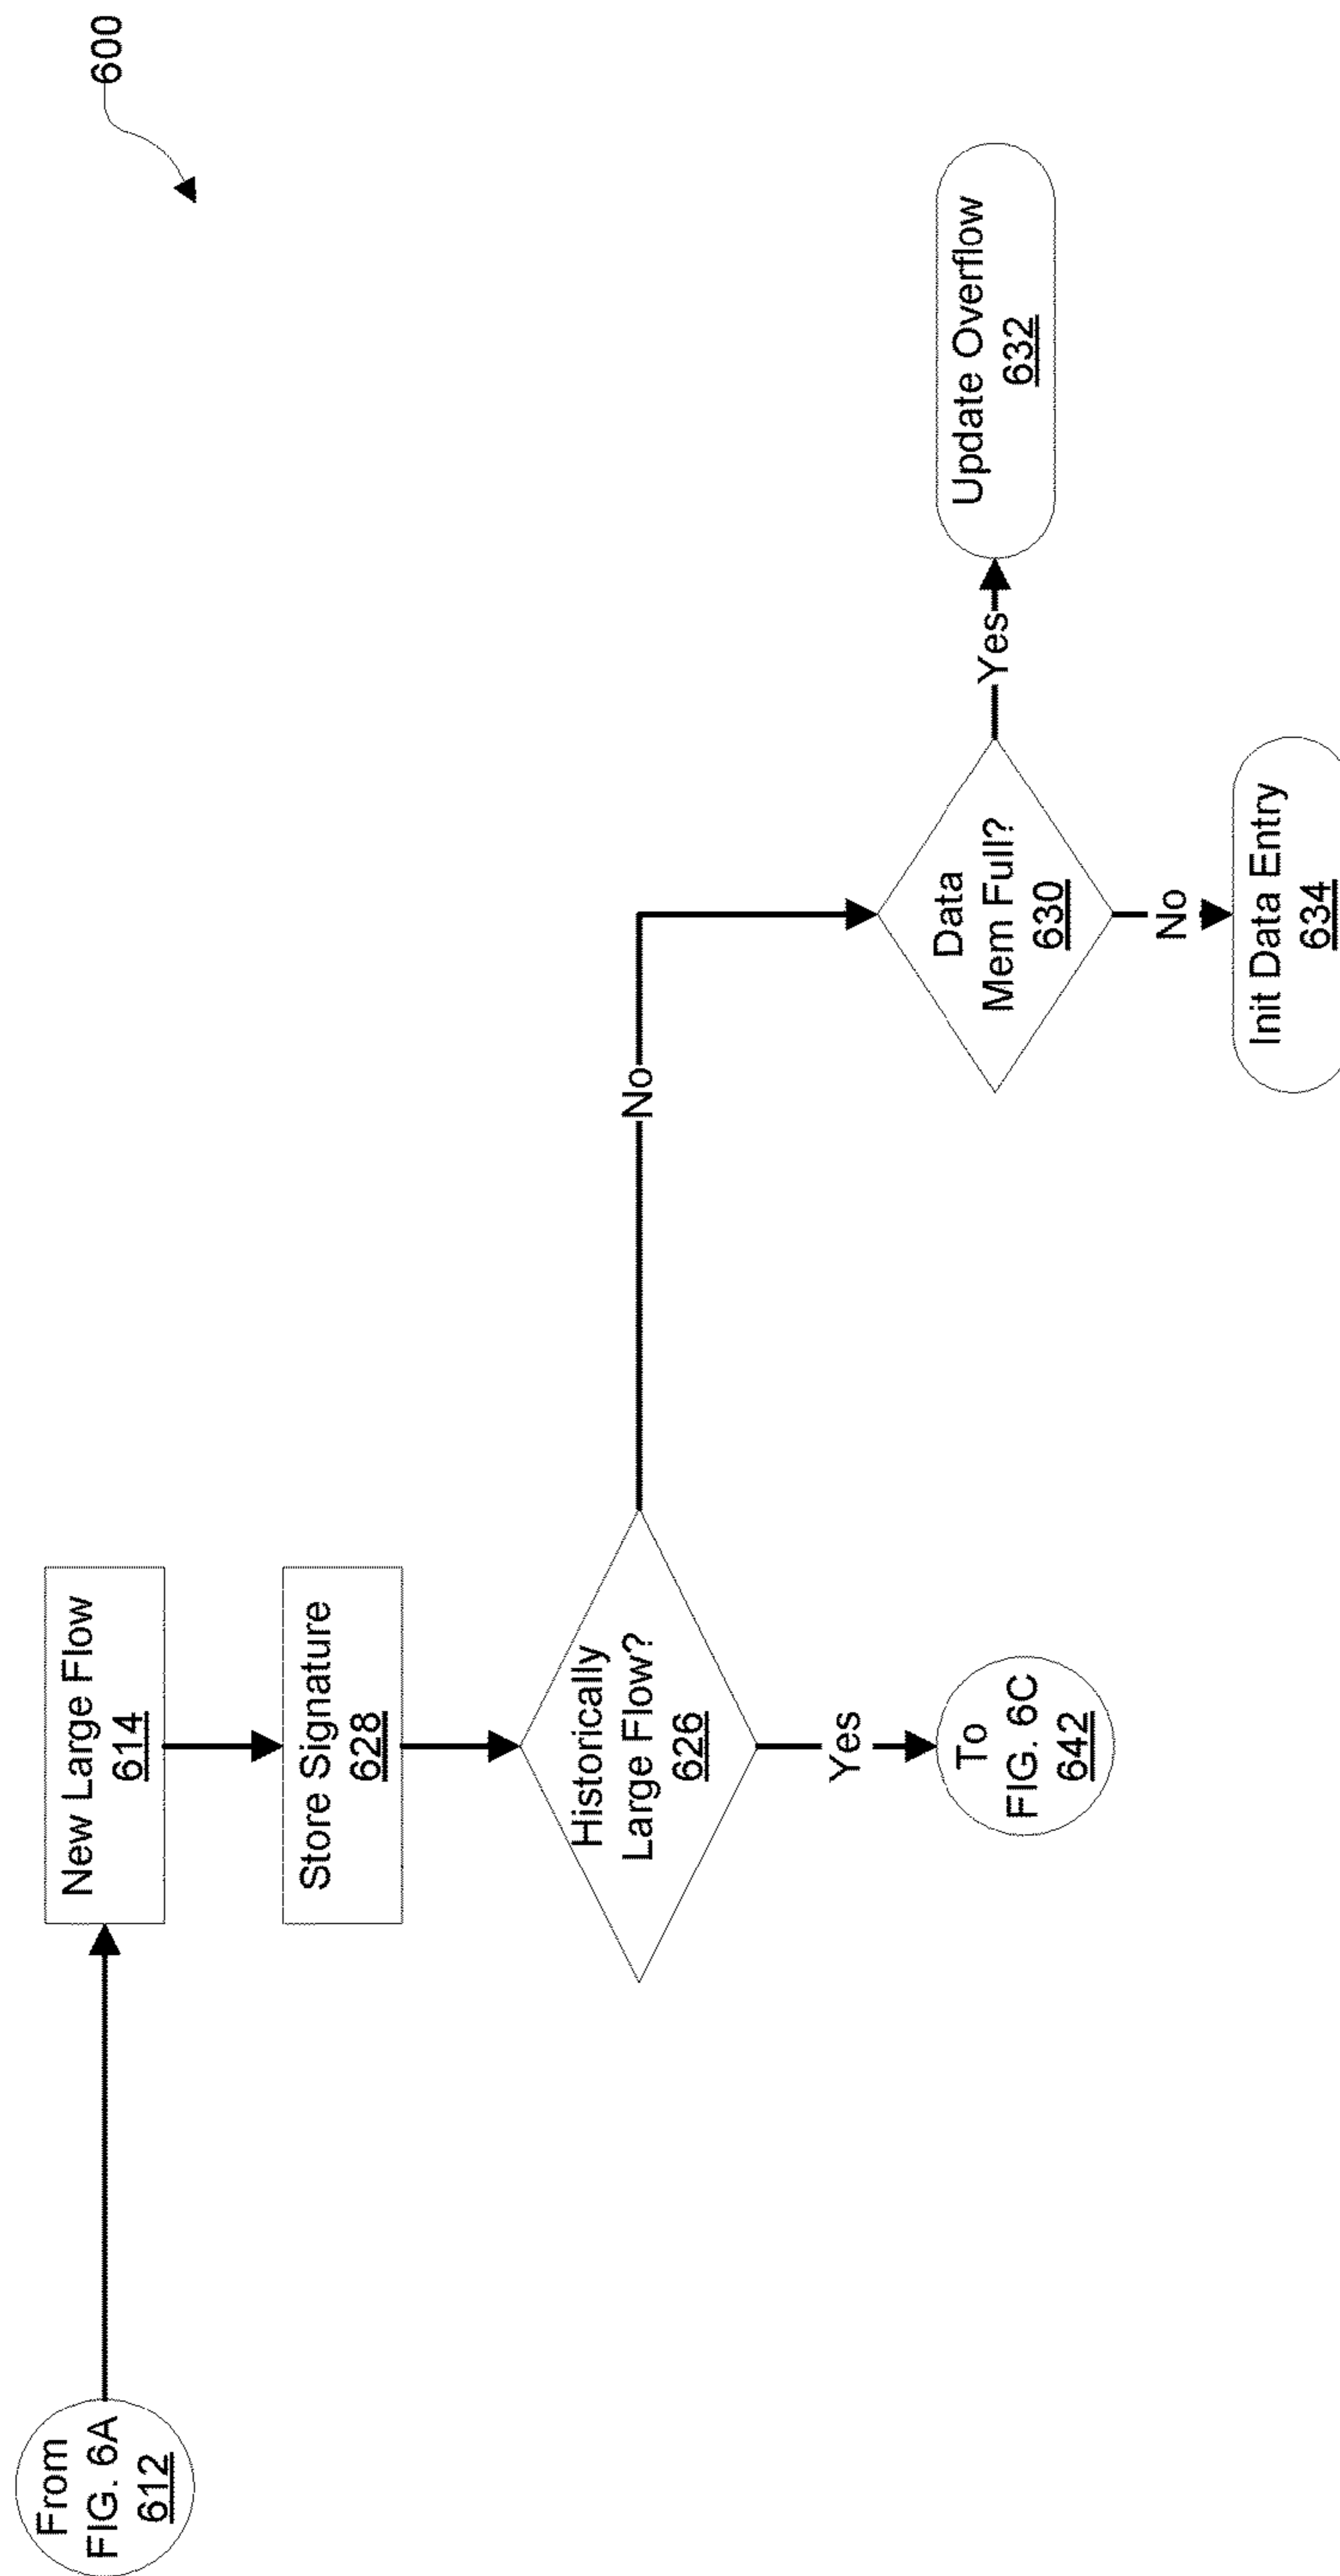 600
From
FIG. 6A
612
New Large Flow
614
Store Signature
628
Historically
Large Flow?
626
No
Yes
To
FIG. 6C
642
Data
Mem Full?
630
Yes
Update Overflow
632
No
Init Data Entry
634